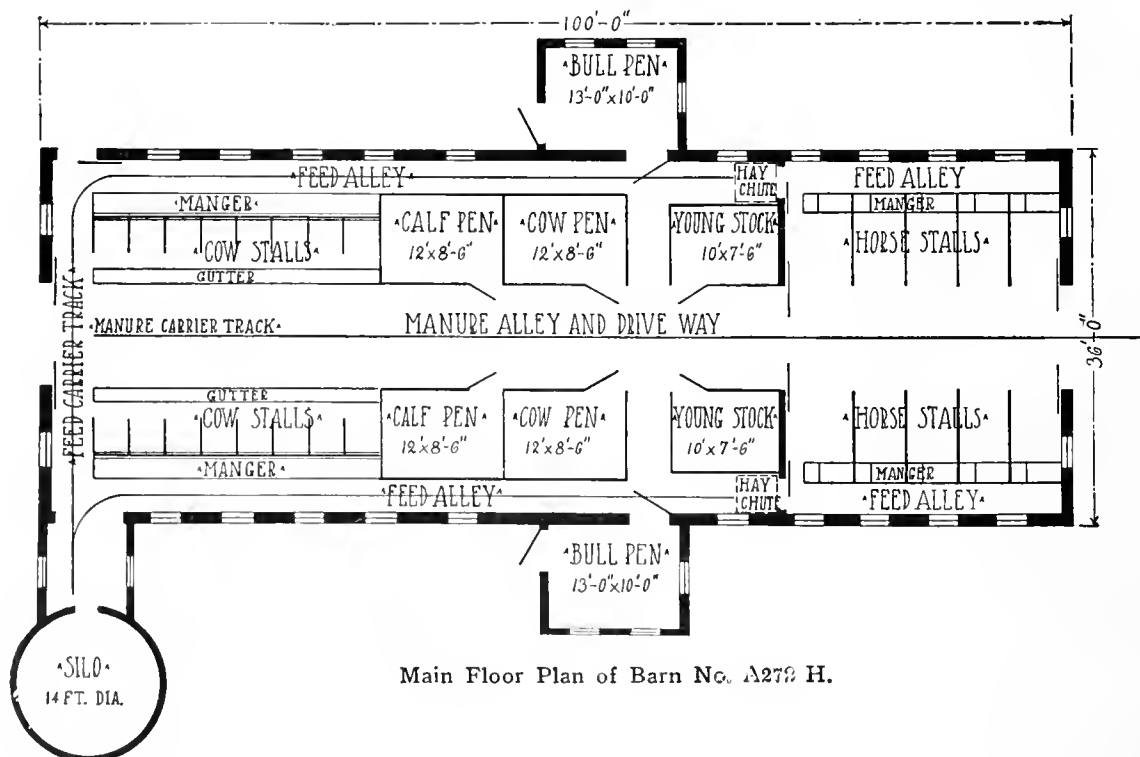 100'-0"
BULL PEN
13'-0"x10'-0"
FEED ALLEY
HAY CHUTE
FEED ALLEY
MANGER
MANGER
CALF PEN
12'x8'-6"
COW PEN
12'x8'-6"
YOUNG STOCK
10'x7'-6"
COW STALLS
HORSE STALLS
GUTTER
MANURE CARRIER TRACK
MANURE ALLEY AND DRIVE WAY
FEED CARRIER TRACK
36'-0"
GUTTER
COW STALLS
CALF PEN
12'x8'-6"
COW PEN
12'x8'-6"
YOUNG STOCK
10'x7'-6"
HORSE STALLS
MANGER
MANGER
HAY CHUTE
FEED ALLEY
FEED ALLEY
BULL PEN
13'-0"x10'-0"
SILO
14 FT. DIA.
Main Floor Plan of Barn No. A272 H.